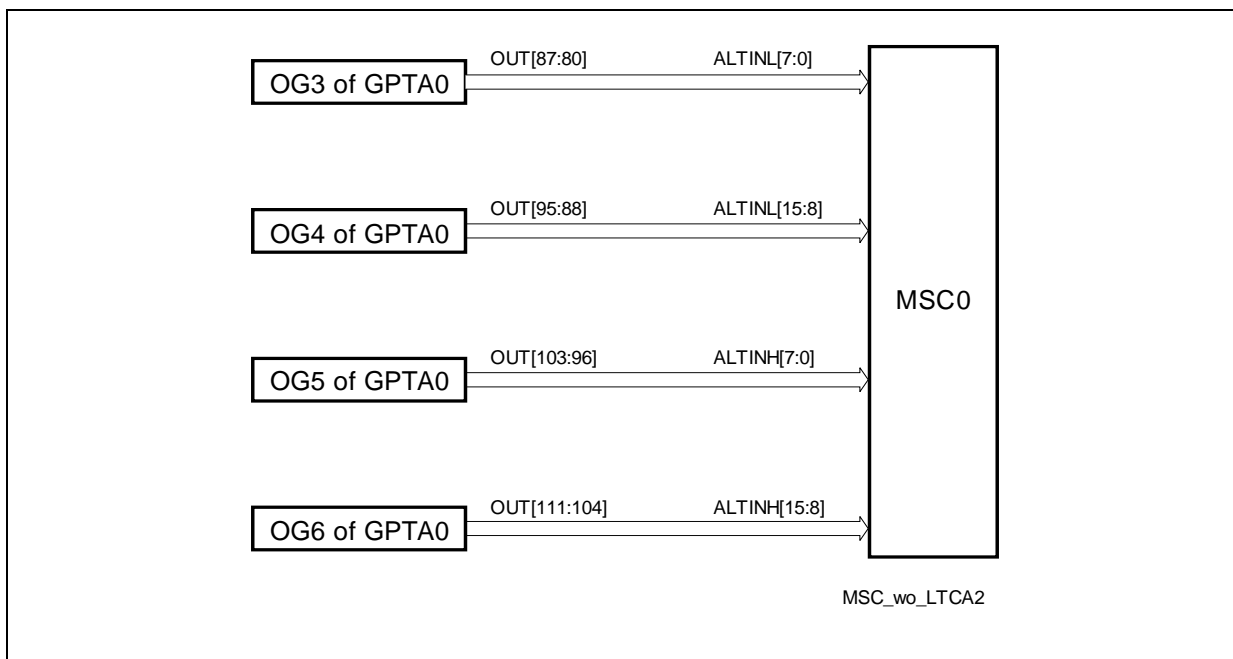 OUT[87:80] ALTINL[7:0]
OG3 of GPTA0
OUT[95:88] ALTINL[15:8]
OG4 of GPTA0
MSC0
OUT[103:96] ALTINH[7:0]
OG5 of GPTA0
OUT[111:104] ALTINH[15:8]
OG6 of GPTA0
MSC_wo_LTCA2